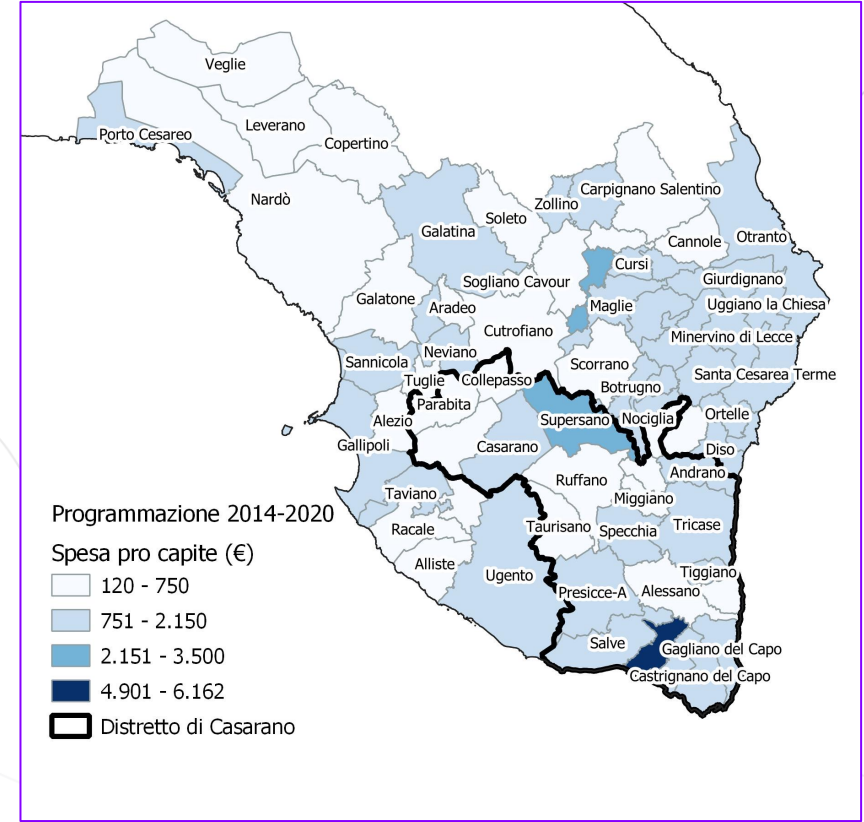 Veglie
Porto Cesareo
Leverano
Copertino
Nardò
Carpignano Salentino
Zollino
Soleto
Galatina
Cannole
Otranto
Cursi
Sogliano Cavour
Giurdignano
Galatone
Aradeo
Maglie
Uggiano la Chiesa
Cutrofiano
Minervino di Lecce
Neviano
Sannicola
Scorrano
Santa Cesarea Terme
Tuglie
Collepasso
Botrugno
Parabita
Alezio
Supersano
Nociglia
Ortelle
Gallipoli
Casarano
Diso
Andrano
Ruffano
Taviano
Miggiano
Racale
Taurisano
Specchia
Tricase
Alliste
Ugento
Tiggiano
Presicce-A
Alessano
Salve
Gagliano del Capo
Castrignano del Capo
Programmazione 2014-2020
Spesa pro capite (€)
120 - 750
751 - 2.150
2.151 - 3.500
4.901 - 6.162
Distretto di Casarano